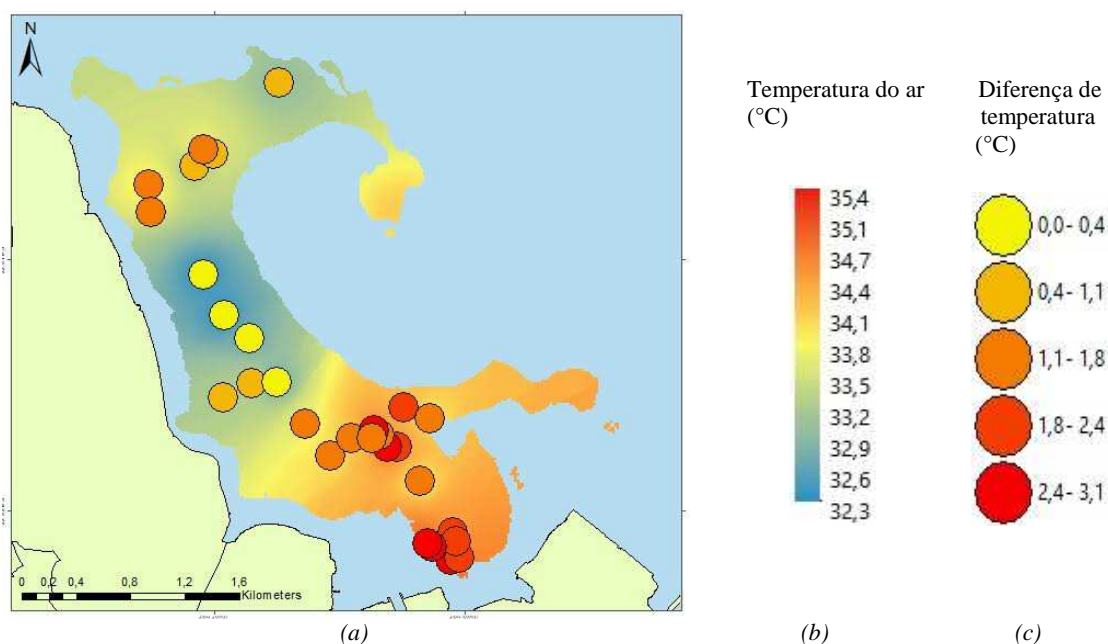 N
Temperatura do ar
(°C)
Diferença de
temperatura
(°C)
35,4
35,1
34,7
34,4
34,1
33,8
33,5
33,2
32,9
32,6
32,3
0,0- 0,4
0,4- 1,1
1,1- 1,8
1,8- 2,4
2,4- 3,1
0 0,2 0,4 0,8 1,2 1,6
Kilometers
(a) (b) (c)